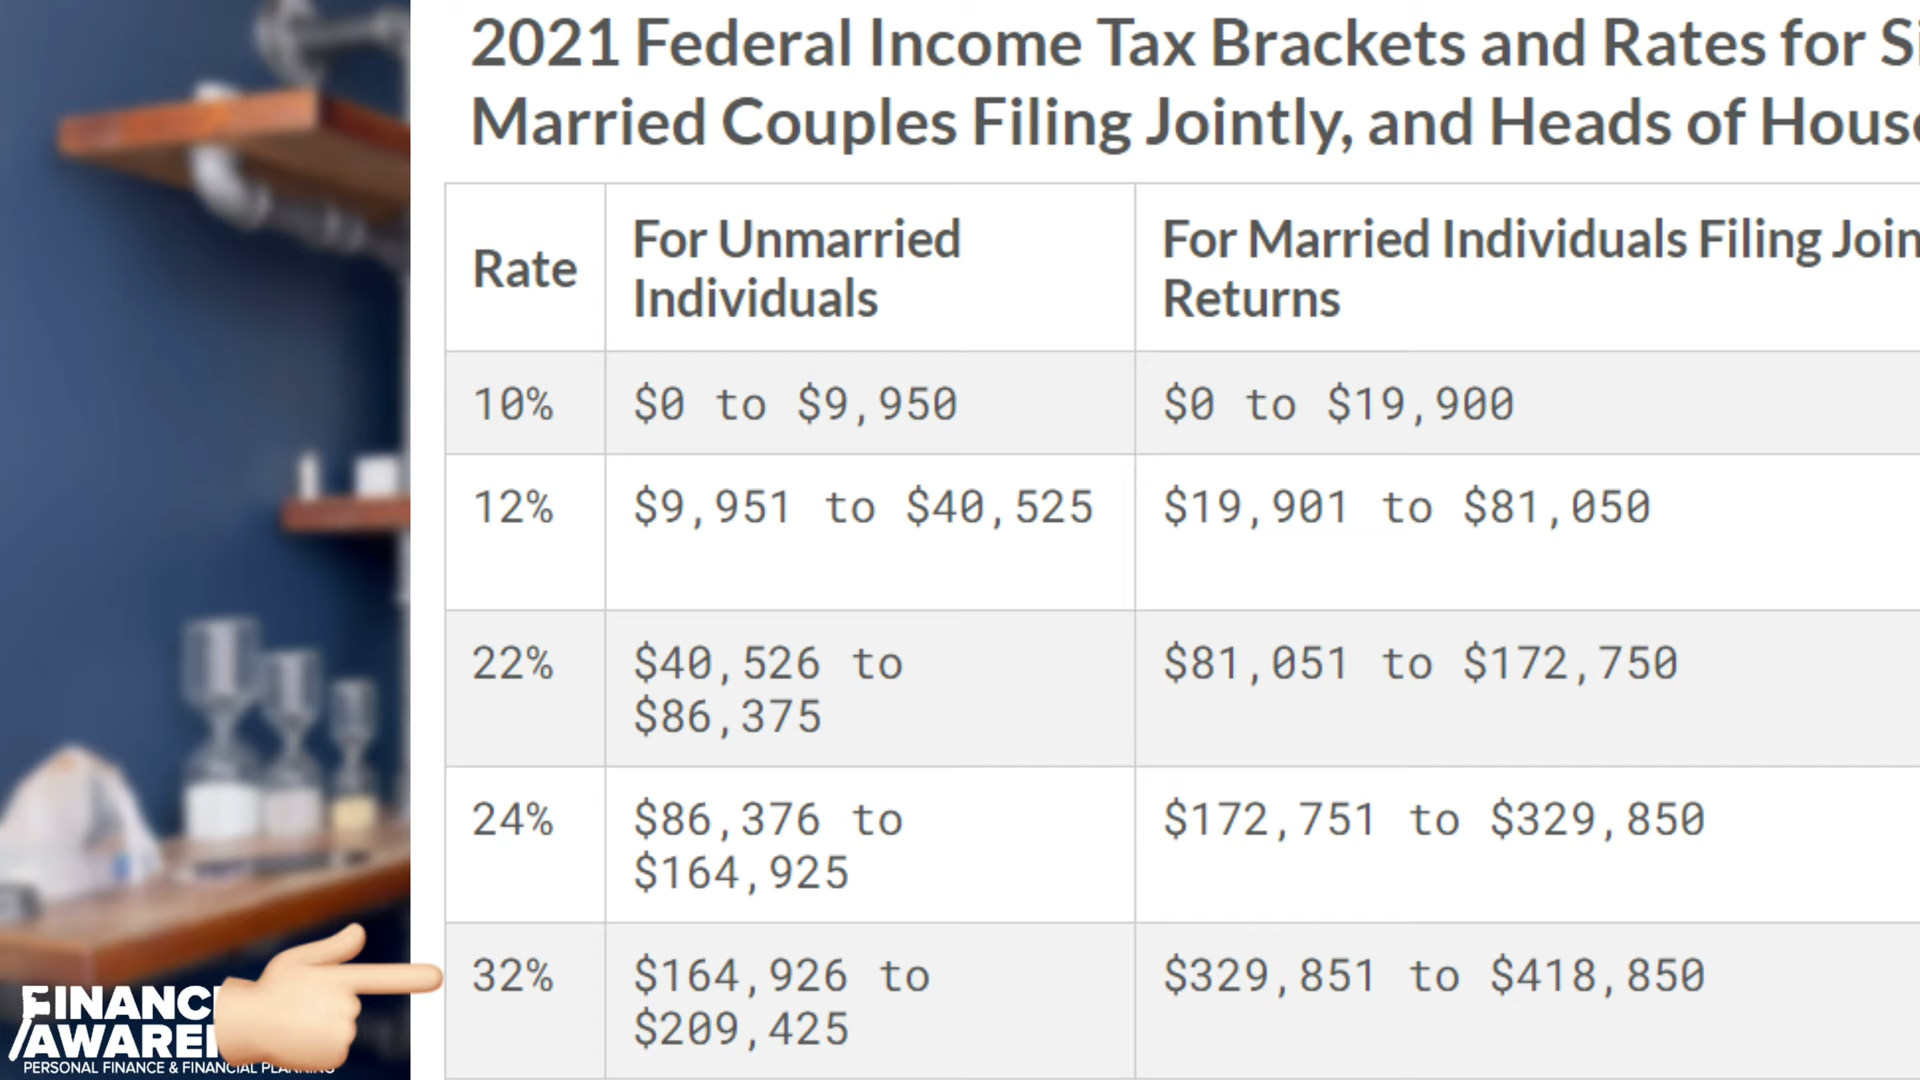 2021 Federal Income Tax Brackets and Rates for Si
Married Couples Filing Jointly, and Heads of House
Rate
For Unmarried
Individuals
For Married Individuals Filing Join
Returns
10%
$0 to $9,950
$0 to $19,900
12%
$9,951 to $40,525
$19,901 to $81,050
22%
$40,526 to
$86,375
$81,051 to $172,750
24%
$86,376 to
$164,925
$172,751 to $329,850
32%
$164,926 to
$209,425
$329,851 to $418,850
FINANC
AWARE
PERSONAL FINANCE & FINANCIAL PLANNING